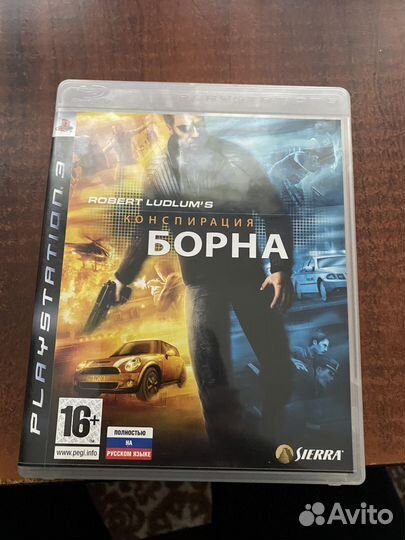 PLAYSTATION 3
ROBERT LUDLUM'S
КОНСПИРАЦИЯ
БОРНА
16+
www.pegi.info
ПОЛНОСТЬЮ
НА
РУССКОМ ЯЗЫКЕ
SIERRA
Avito